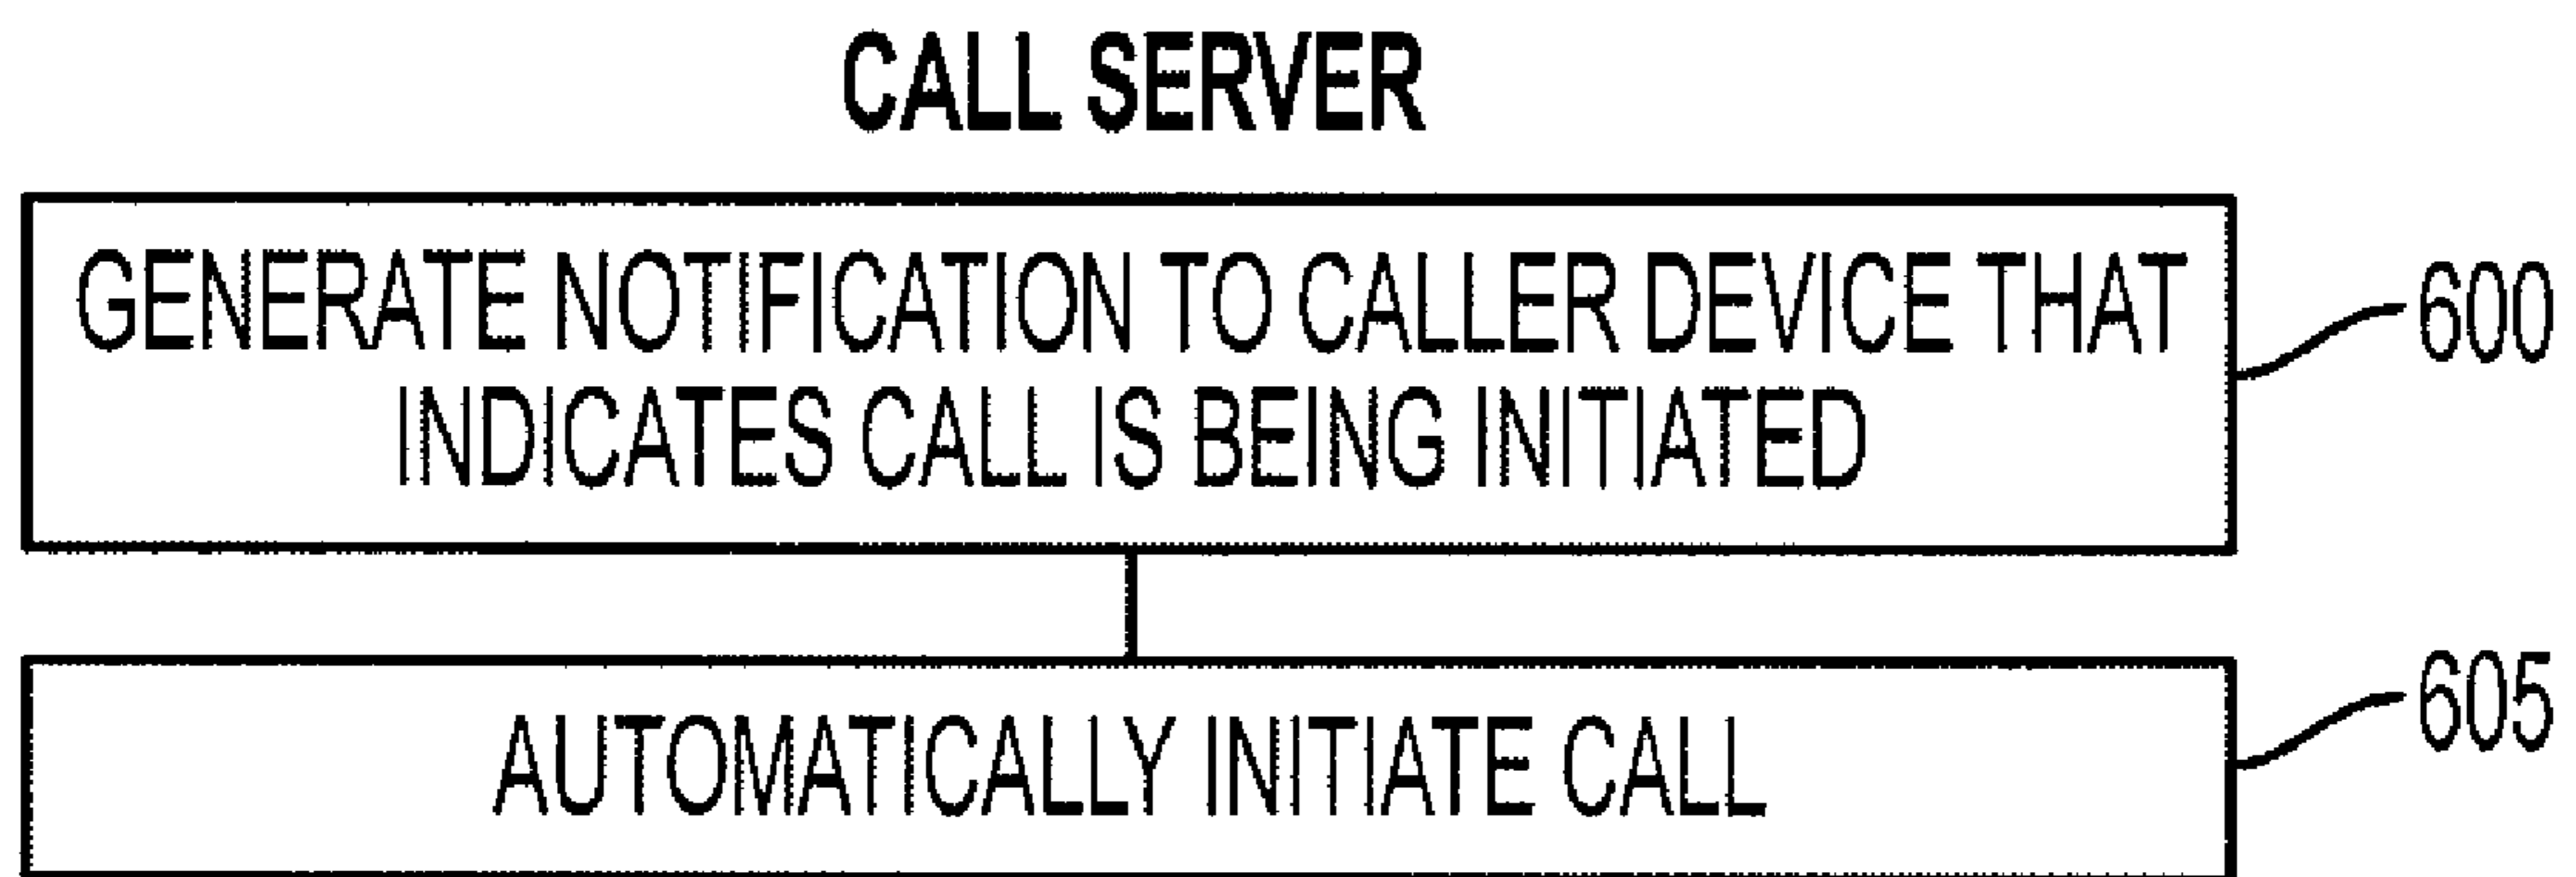 CALL SERVER
GENERATE NOTIFICATION TO CALLER DEVICE THAT
INDICATES CALL IS BEING INITIATED
600
AUTOMATICALLY INITIATE CALL
605